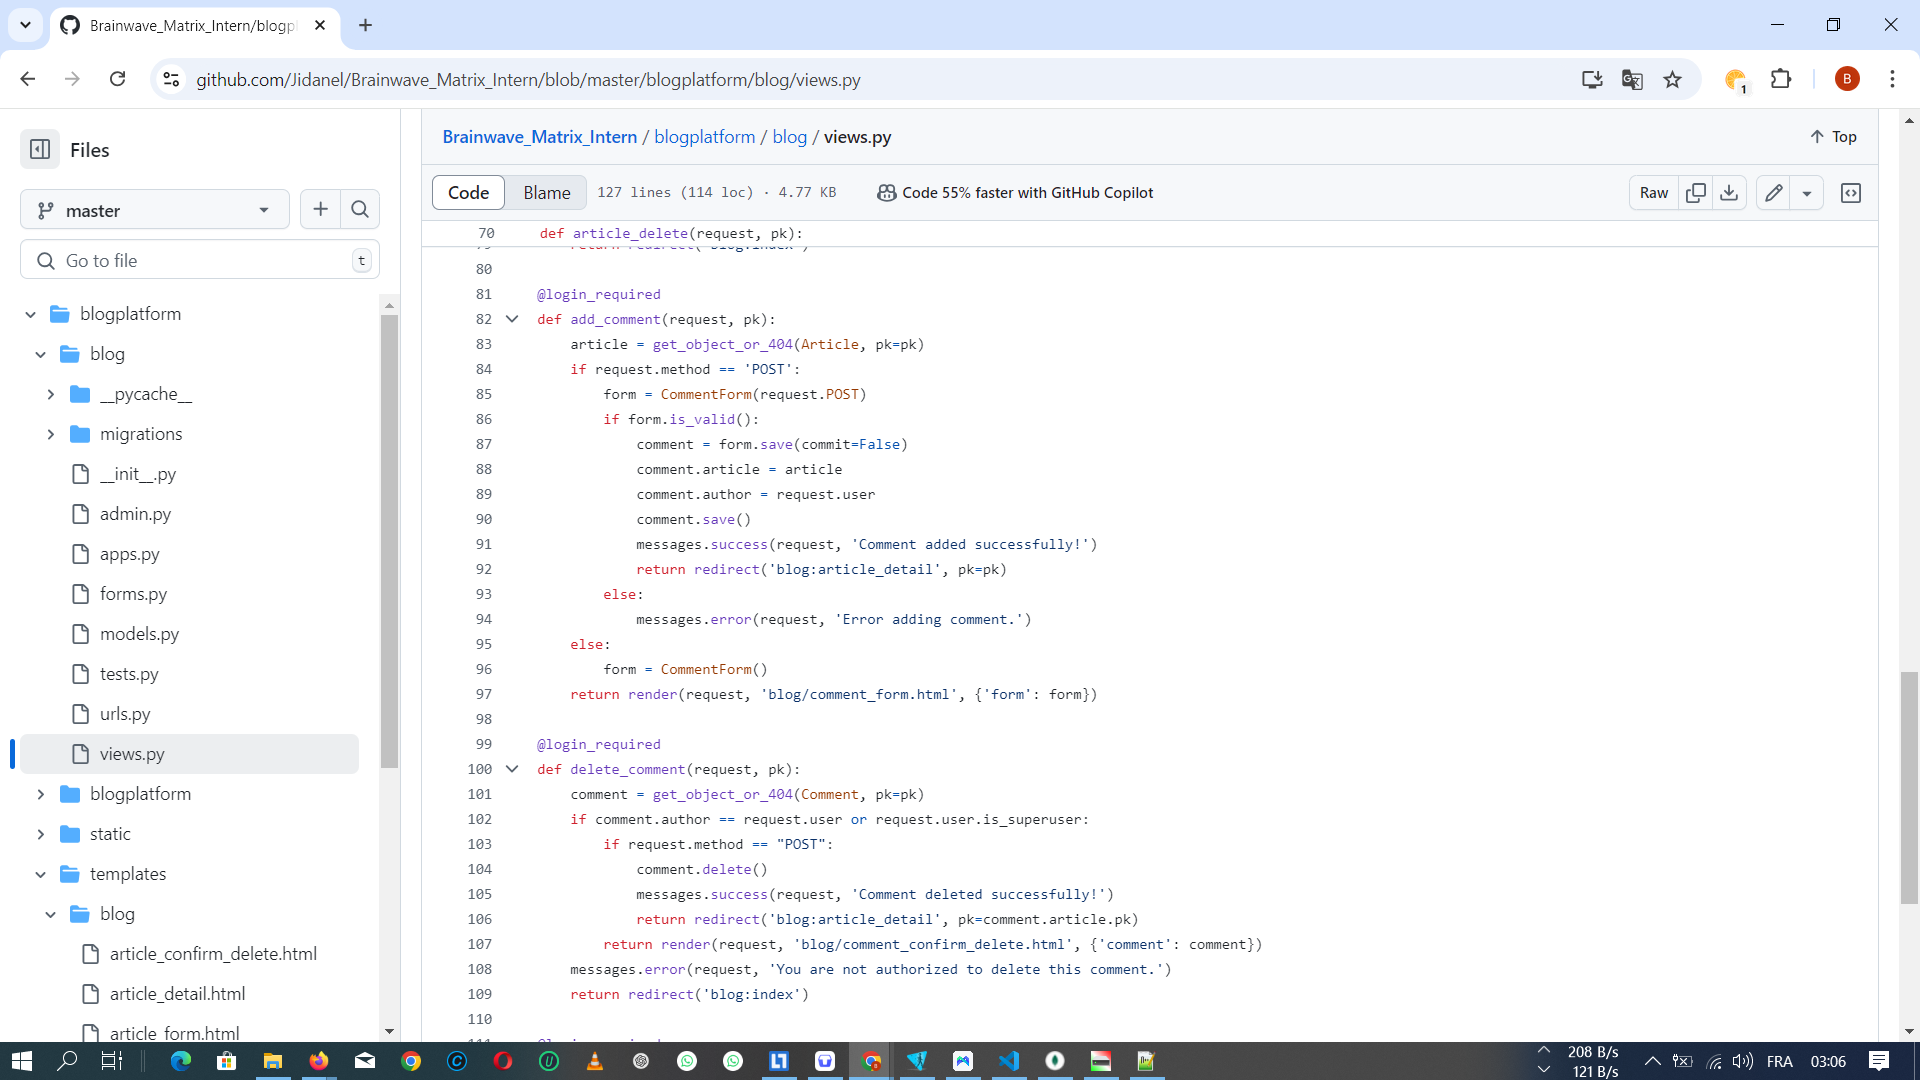 Brainwave_Matrix_Intern/blogpl
github.com/Jidanel/Brainwave_Matrix_Intern/blob/master/blogplatform/blog/views.py
1
B
Files
master
Go to file
t
blogplatform
blog
__pycache__
migrations
__init__.py
admin.py
apps.py
forms.py
models.py
tests.py
urls.py
views.py
blogplatform
static
templates
blog
article_confirm_delete.html
article_detail.html
article_form.html
Brainwave_Matrix_Intern / blogplatform / blog / views.py
Top
Code Blame 127 lines (114 loc) · 4.77 KB Code 55% faster with GitHub Copilot Raw
70 def article_delete(request, pk):
79 return redirect('blog:index')
80
81 @login_required
82 def add_comment(request, pk):
83 article = get_object_or_404(Article, pk=pk)
84 if request.method == 'POST':
85 form = CommentForm(request.POST)
86 if form.is_valid():
87 comment = form.save(commit=False)
88 comment.article = article
89 comment.author = request.user
90 comment.save()
91 messages.success(request, 'Comment added successfully!')
92 return redirect('blog:article_detail', pk=pk)
93 else:
94 messages.error(request, 'Error adding comment.')
95 else:
96 form = CommentForm()
97 return render(request, 'blog/comment_form.html', {'form': form})
98
99 @login_required
100 def delete_comment(request, pk):
101 comment = get_object_or_404(Comment, pk=pk)
102 if comment.author == request.user or request.user.is_superuser:
103 if request.method == "POST":
104 comment.delete()
105 messages.success(request, 'Comment deleted successfully!')
106 return redirect('blog:article_detail', pk=comment.article.pk)
107 return render(request, 'blog/comment_confirm_delete.html', {'comment': comment})
108 messages.error(request, 'You are not authorized to delete this comment.')
109 return redirect('blog:index')
110
208 B/s
121 B/s
FRA
03:06